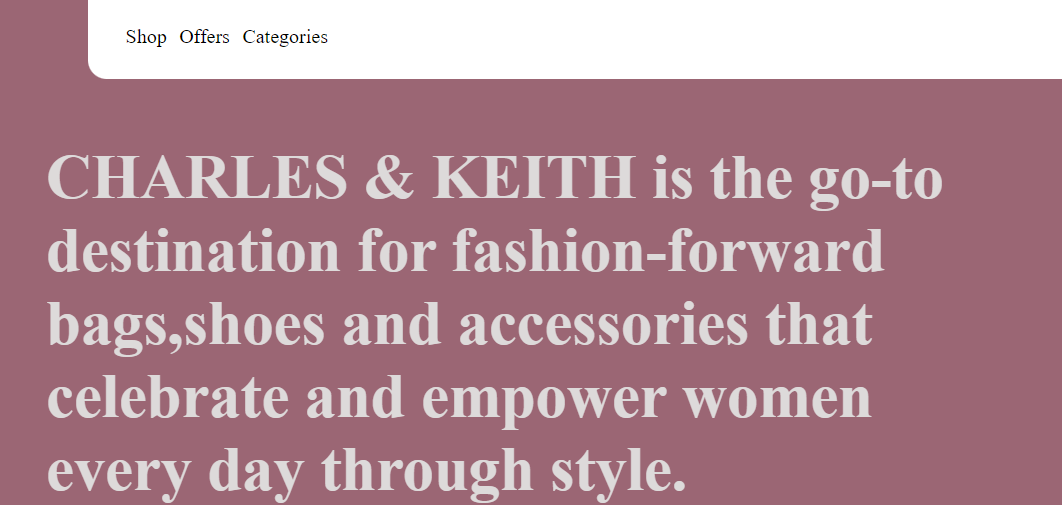 Shop Offers Categories
CHARLES & KEITH is the go-to
destination for fashion-forward
bags,shoes and accessories that
celebrate and empower women
every day through style.